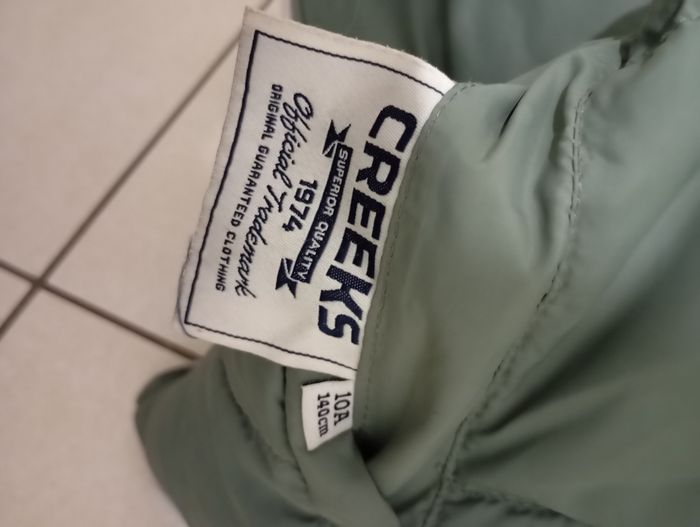 CREEKS
SUPERIOR QUALITY
1974
Official Trademark
ORIGINAL GUARANTEED CLOTHING
10A
140cm